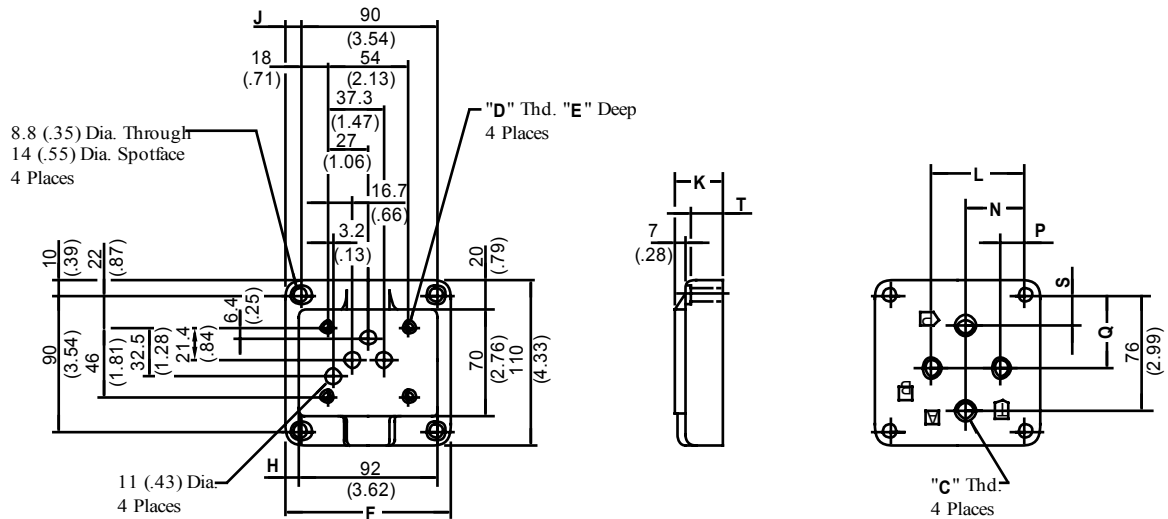 J
90
(3.54)
18
(.71)
54
(2.13)
37.3
(1.47)
27
(1.06)
16.7
(.66)
3.2
(.13)
"D" Thd. "E" Deep
4 Places
8.8 (.35) Dia. Through
14 (.55) Dia. Spotface
4 Places
10
(.39)
22
(.87)
6.4
(.25)
20
(.79)
90
(3.54)
46
(1.81)
32.5
(1.28)
21.4
(.84)
70
(2.76)
110
(4.33)
11 (.43) Dia.
4 Places
H
92
(3.62)
F
K
T
7
(.28)
L
N
P
S
Q
76
(2.99)
P
B
A
T
"C" Thd.
4 Places